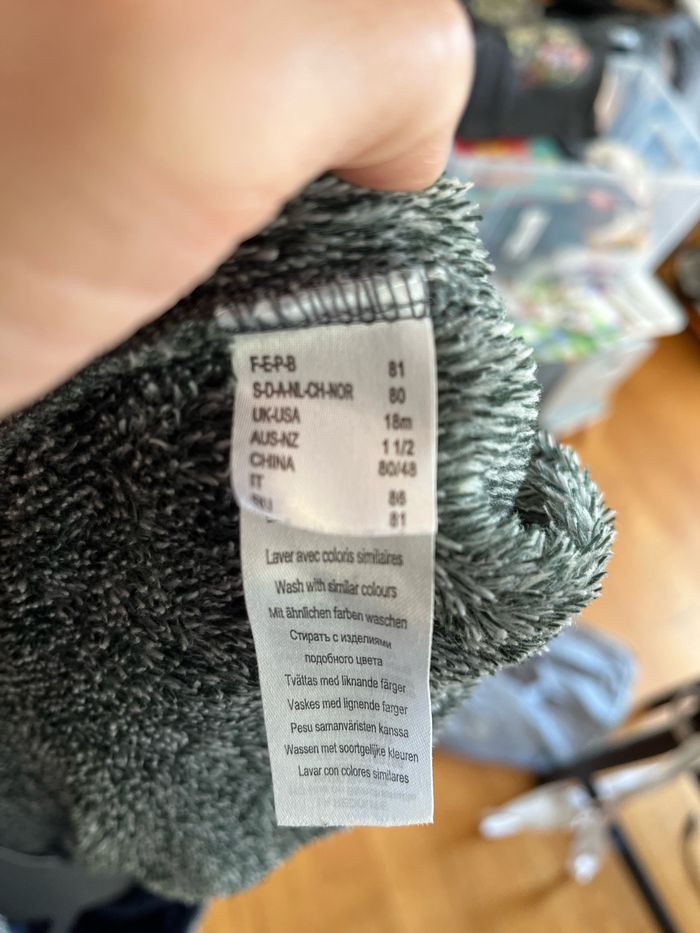 F-E-P-B 81
S-D-A-NL-CH-NOR 80
UK-USA 18m
AUS-NZ 1 1/2
CHINA 80/48
IT
86
81
Laver avec coloris similaires
Wash with similar colours
Mit ähnlichen farben waschen
Стирать с изделиями
подобного цвета
Tvättas med liknande färger
Vaskes med lignende farger
Pesu samanväristen kanssa
Wassen met soortgelijke kleuren
Lavar con colores similares